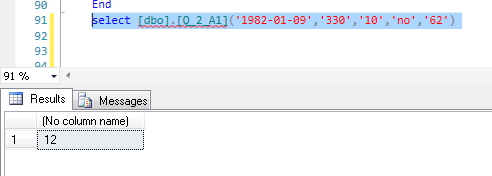 90
End
91
select [dbo].[Q_2_A1]('1982-01-09','330','10','no','62')
92
93
94
91 %
Results
Messages
(No column name)
1
12